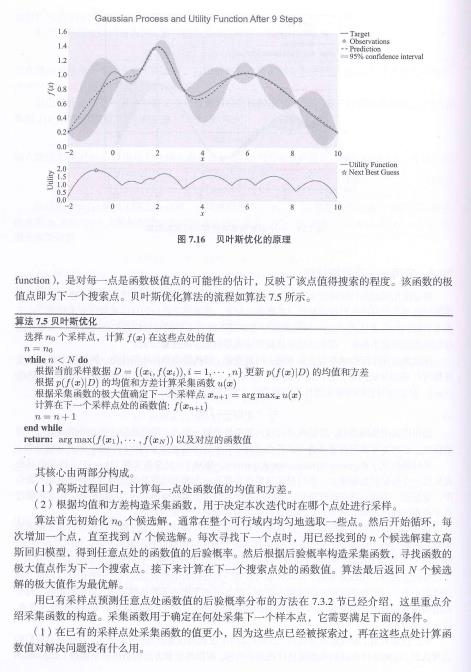 Gaussian Process and Utility Function After 9 Steps
1.6
1.4
1.2
1.0
0.8
0.6
0.4
0.2
0.0
f(x)
-2 0 2 4 6 8 10
x
Target
Observations
Prediction
95% confidence interval
2.0
1.5
1.0
0.5
0.0
Utility
-2 0 2 4 6 8 10
x
Utility Function
Next Best Guess
图 7.16 贝叶斯优化的原理
function），是对每一点是函数极值点的可能性的估计，反映了该点值得搜索的程度。该函数的极
值点即为下一个搜索点。贝叶斯优化算法的流程如算法 7.5 所示。
算法 7.5 贝叶斯优化
选择 n₀ 个采样点，计算 f(x) 在这些点处的值
n = n₀
while n < N do
根据当前采样数据 D = {(xᵢ, f(xᵢ)), i = 1, ··· , n} 更新 p(f(x)|D) 的均值和方差
根据 p(f(x)|D) 的均值和方差计算采集函数 u(x)
根据采集函数的极大值确定下一个采样点 xₙ₊₁ = arg maxₓ u(x)
计算在下一个采样点处的函数值: f(xₙ₊₁)
n = n + 1
end while
return: arg max(f(x₁), ··· , f(x_N)) 以及对应的函数值
其核心由两部分构成。
（1）高斯过程回归，计算每一点处函数值的均值和方差。
（2）根据均值和方差构造采集函数，用于决定本次迭代时在哪个点处进行采样。
算法首先初始化 n₀ 个候选解，通常在整个可行域内均匀地选取一些点。然后开始循环，每
次增加一个点，直至找到 N 个候选解。每次寻找下一个点时，用已经找到的 n 个候选解建立高
斯回归模型，得到任意点处的函数值的后验概率。然后根据后验概率构造采集函数，寻找函数的
极大值点作为下一个搜索点。接下来计算在下一个搜索点处的函数值。算法最后返回 N 个候选
解的极大值作为最优解。
用已有采样点预测任意点处函数值的后验概率分布的方法在 7.3.2 节已经介绍，这里重点介
绍采集函数的构造。采集函数用于确定在何处采集下一个样本点，它需要满足下面的条件。
（1）在已有的采样点处采集函数的值更小，因为这些点已经被探索过，再在这些点处计算函
数值对解决问题没有什么用。